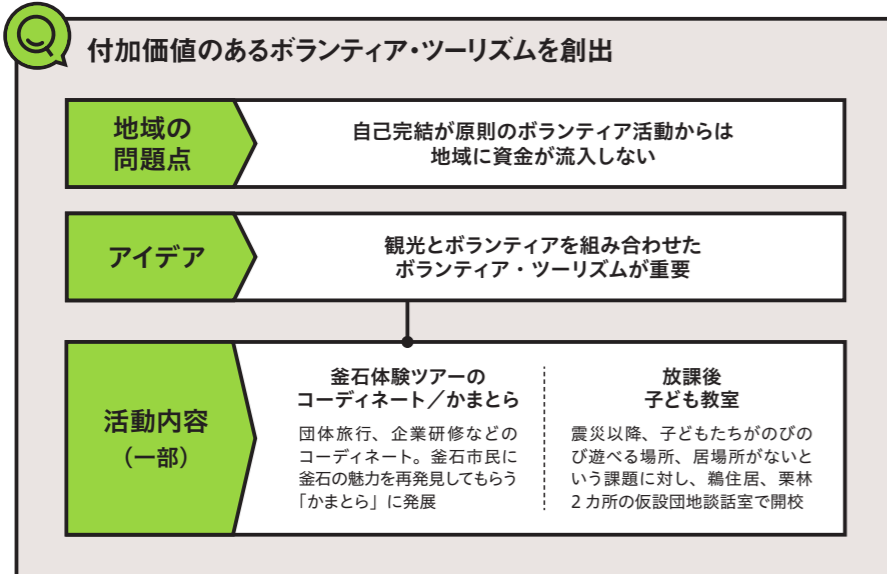 付加価値のあるボランティア・ツーリズムを創出
地域の
問題点
自己完結が原則のボランティア活動からは
地域に資金が流入しない
アイデア
観光とボランティアを組み合わせた
ボランティア・ツーリズムが重要
活動内容
（一部）
釜石体験ツアーの
コーディネート／かまとら
団体旅行、企業研修などの
コーディネート。釜石市民に
釜石の魅力を再発見してもらう
「かまとら」に発展
放課後
子ども教室
震災以降、子どもたちがのびの
び遊べる場所、居場所がないと
いう課題に対し、鵜住居、栗林
2カ所の仮設団地談話室で開校